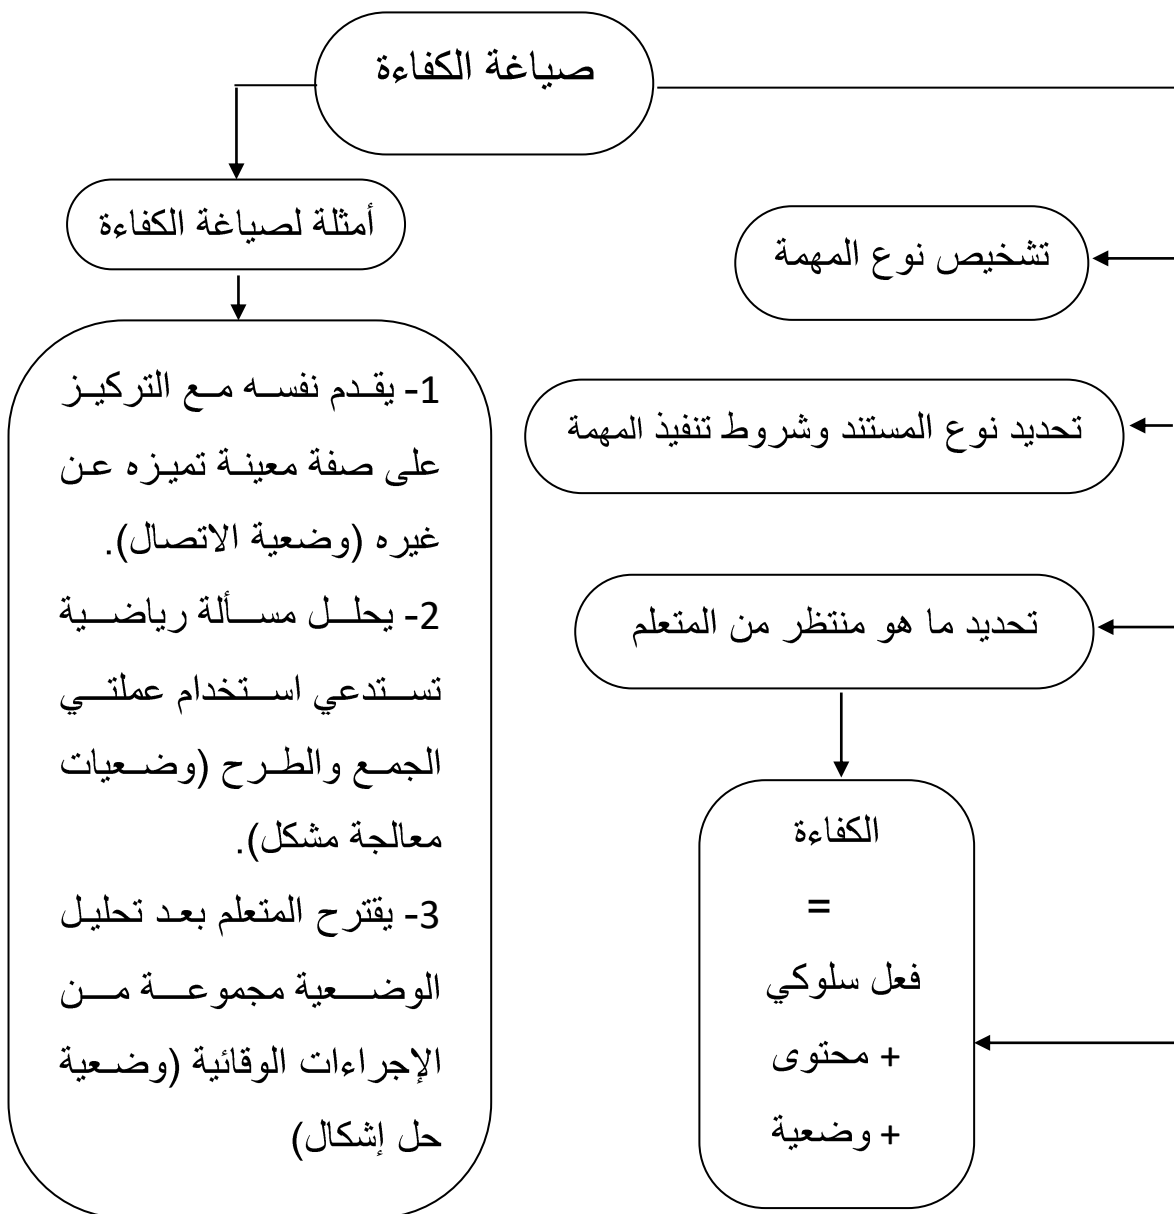 صياغة الكفاءة
تشخيص نوع المهمة
تحديد نوع المستند وشروط تنفيذ المهمة
تحديد ما هو منتظر من المتعلم
الكفاءة
=
فعل سلوكي
+ محتوى
+ وضعية
أمثلة لصياغة الكفاءة
1- يقدم نفسه مع التركيز
على صفة معينة تميزه عن
غيره (وضعية الاتصال).
2- يحلل مسألة رياضية
تستدعي استخدام عملتي
الجمع والطرح (وضعيات
معالجة مشكل).
3- يقترح المتعلم بعد تحليل
الوضعية مجموعة من
الإجراءات الوقائية (وضعية
حل إشكال)